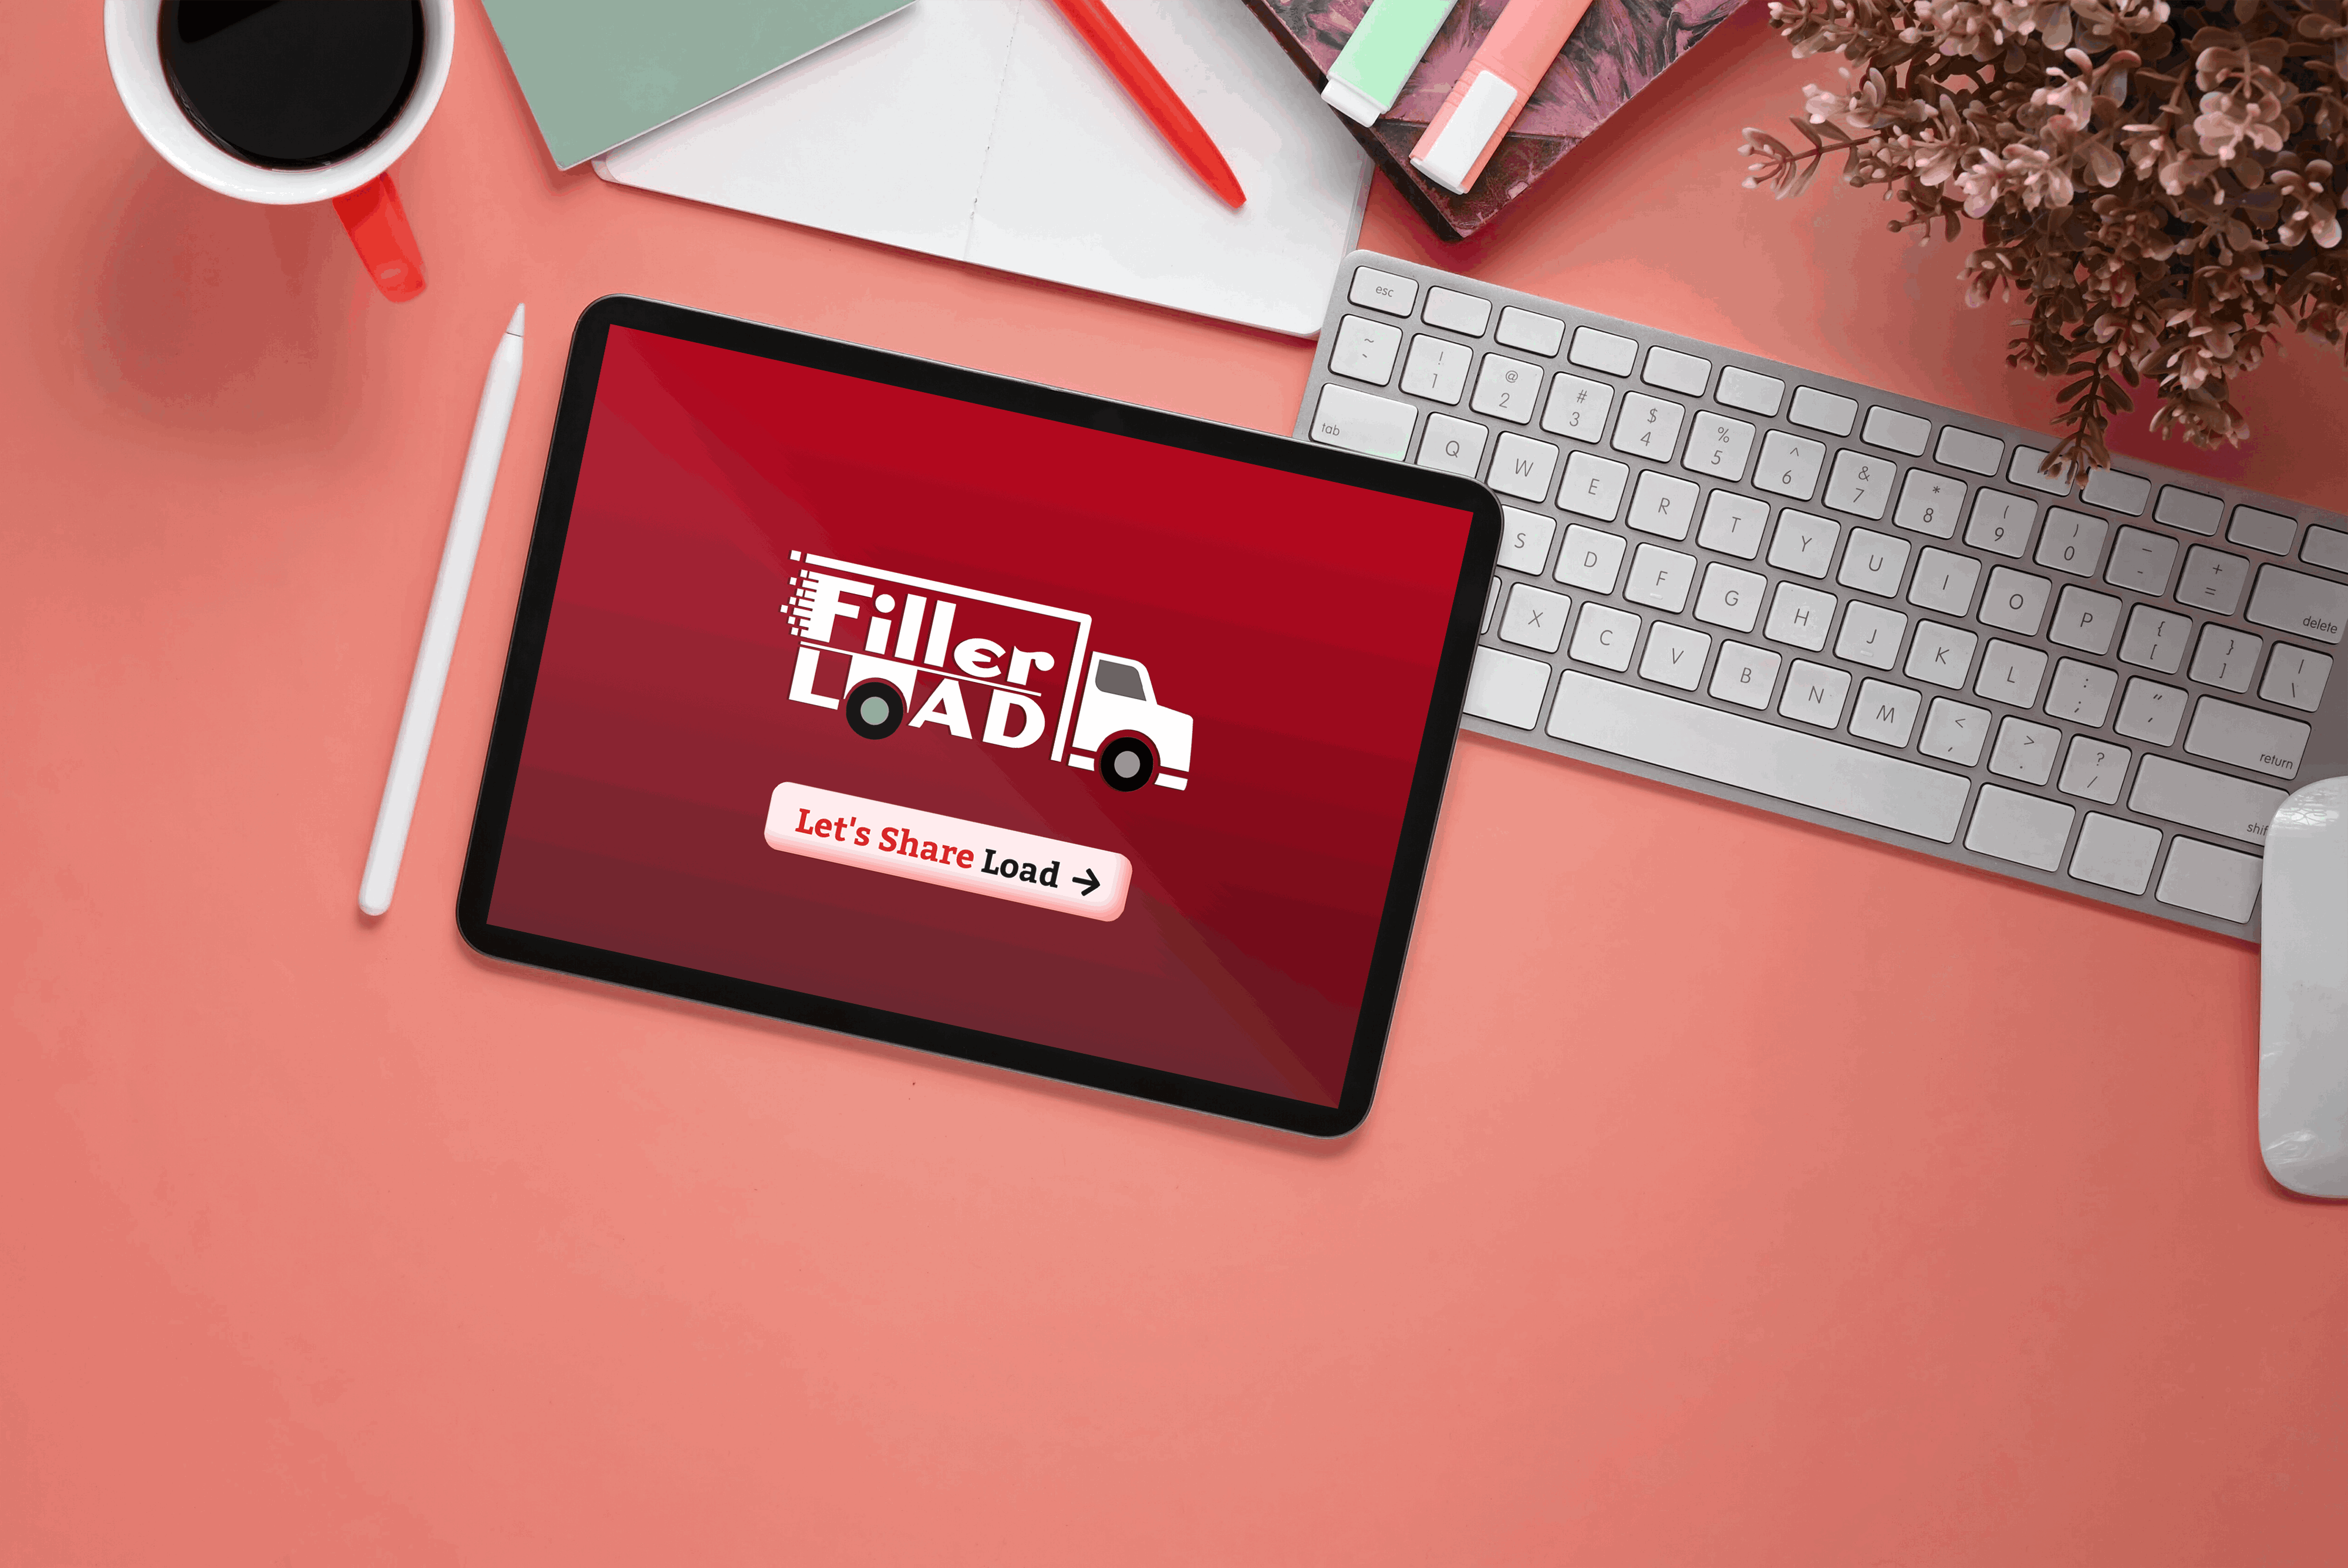 Filler
LOAD
Let's Share Load →
esc
~ ! @ # $ % ^ & * ( ) _ +
` 1 2 3 4 5 6 7 8 9 0 - = delete
tab Q W E R T Y U I O P { } |
[ ] \
S D F G H J K L : "
; ' return
X C V B N M < > ?
, . / shif